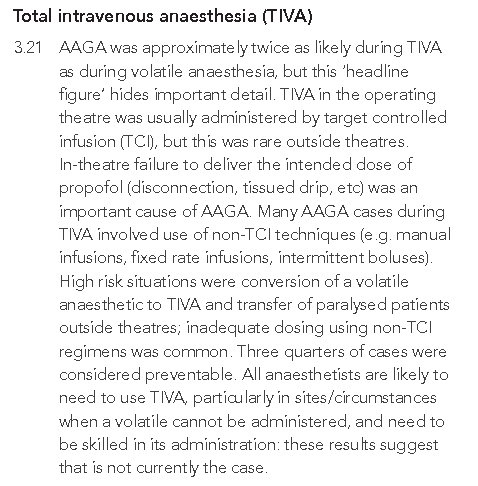 Total intravenous anaesthesia (TIVA)
3.21 AAGA was approximately twice as likely during TIVA
as during volatile anaesthesia, but this ‘headline
figure’ hides important detail. TIVA in the operating
theatre was usually administered by target controlled
infusion (TCI), but this was rare outside theatres.
In-theatre failure to deliver the intended dose of
propofol (disconnection, tissued drip, etc) was an
important cause of AAGA. Many AAGA cases during
TIVA involved use of non-TCI techniques (e.g. manual
infusions, fixed rate infusions, intermittent boluses).
High risk situations were conversion of a volatile
anaesthetic to TIVA and transfer of paralysed patients
outside theatres; inadequate dosing using non-TCI
regimens was common. Three quarters of cases were
considered preventable. All anaesthetists are likely to
need to use TIVA, particularly in sites/circumstances
when a volatile cannot be administered, and need to
be skilled in its administration: these results suggest
that is not currently the case.